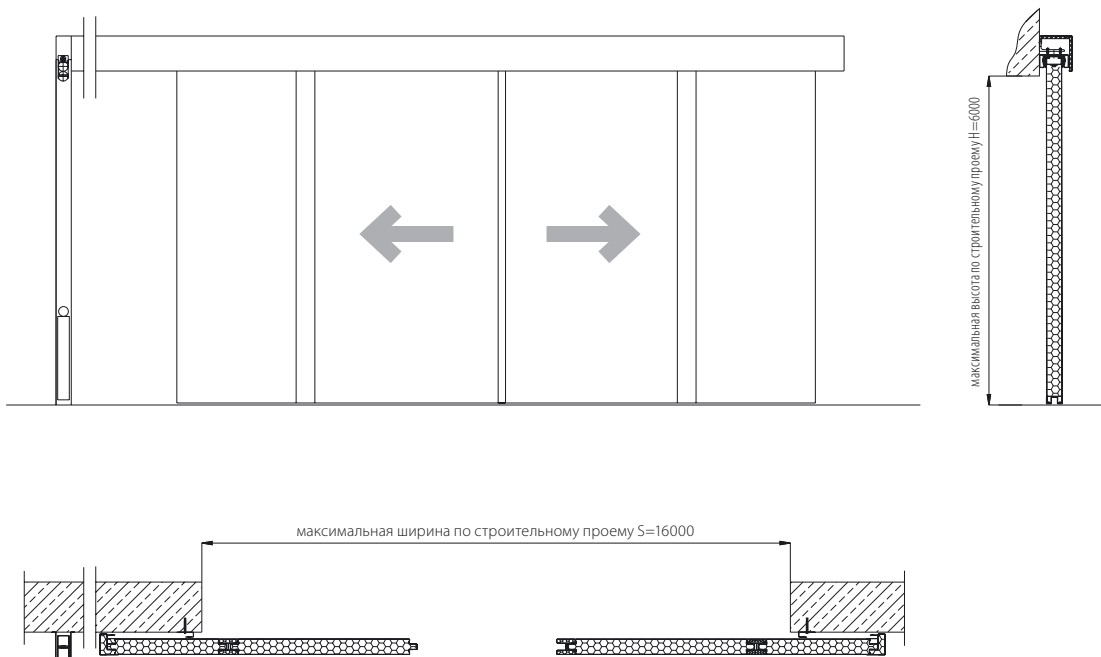 максимальная высота по строительному проему H=6000
максимальная ширина по строительному проему S=16000